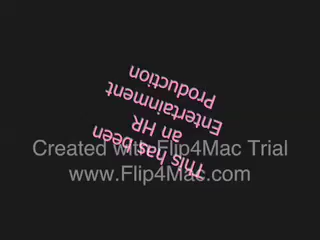 This has been
an HR
Entertainment
Production
Created with Flip4Mac Trial
www.Flip4Mac.com